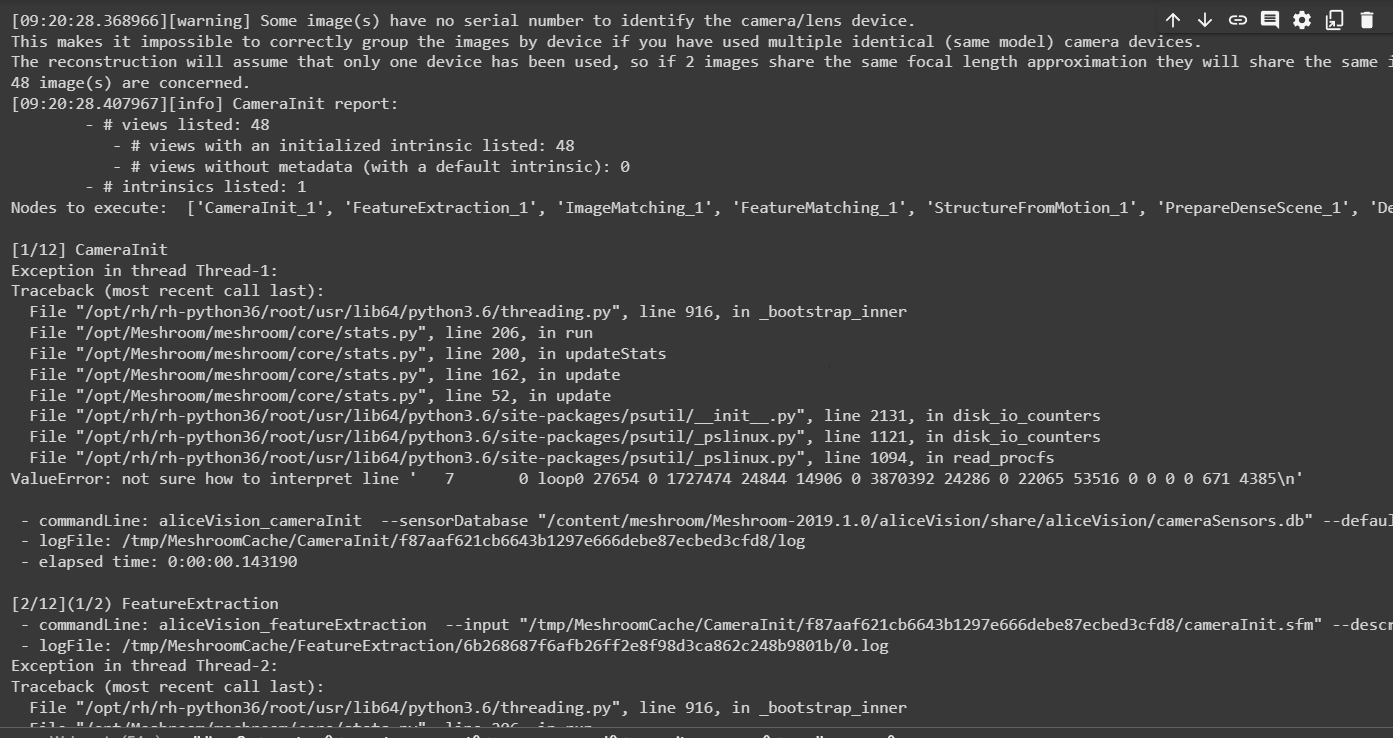 [09:20:28.368966][warning] Some image(s) have no serial number to identify the camera/lens device.
This makes it impossible to correctly group the images by device if you have used multiple identical (same model) camera devices.
The reconstruction will assume that only one device has been used, so if 2 images share the same focal length approximation they will share the same i
48 image(s) are concerned.
[09:20:28.407967][info] CameraInit report:
- # views listed: 48
- # views with an initialized intrinsic listed: 48
- # views without metadata (with a default intrinsic): 0
- # intrinsics listed: 1
Nodes to execute:  ['CameraInit_1', 'FeatureExtraction_1', 'ImageMatching_1', 'FeatureMatching_1', 'StructureFromMotion_1', 'PrepareDenseScene_1', 'De
[1/12] CameraInit
Exception in thread Thread-1:
Traceback (most recent call last):
File "/opt/rh/rh-python36/root/usr/lib64/python3.6/threading.py", line 916, in _bootstrap_inner
File "/opt/Meshroom/meshroom/core/stats.py", line 206, in run
File "/opt/Meshroom/meshroom/core/stats.py", line 200, in updateStats
File "/opt/Meshroom/meshroom/core/stats.py", line 162, in update
File "/opt/Meshroom/meshroom/core/stats.py", line 52, in update
File "/opt/rh/rh-python36/root/usr/lib64/python3.6/site-packages/psutil/__init__.py", line 2131, in disk_io_counters
File "/opt/rh/rh-python36/root/usr/lib64/python3.6/site-packages/psutil/_pslinux.py", line 1121, in disk_io_counters
File "/opt/rh/rh-python36/root/usr/lib64/python3.6/site-packages/psutil/_pslinux.py", line 1094, in read_procfs
ValueError: not sure how to interpret line '   7       0 loop0 27654 0 1727474 24844 14906 0 3870392 24286 0 22065 53516 0 0 0 0 671 4385\n'
- commandLine: aliceVision_cameraInit  --sensorDatabase "/content/meshroom/Meshroom-2019.1.0/aliceVision/share/aliceVision/cameraSensors.db" --defau
- logFile: /tmp/MeshroomCache/CameraInit/f87aaf621cb6643b1297e666debe87ecbed3cfd8/log
- elapsed time: 0:00:00.143190
[2/12](1/2) FeatureExtraction
- commandLine: aliceVision_featureExtraction  --input "/tmp/MeshroomCache/CameraInit/f87aaf621cb6643b1297e666debe87ecbed3cfd8/cameraInit.sfm" --descr
- logFile: /tmp/MeshroomCache/FeatureExtraction/6b268687f6afb26ff2e8f98d3ca862c248b9801b/0.log
Exception in thread Thread-2:
Traceback (most recent call last):
File "/opt/rh/rh-python36/root/usr/lib64/python3.6/threading.py", line 916, in _bootstrap_inner